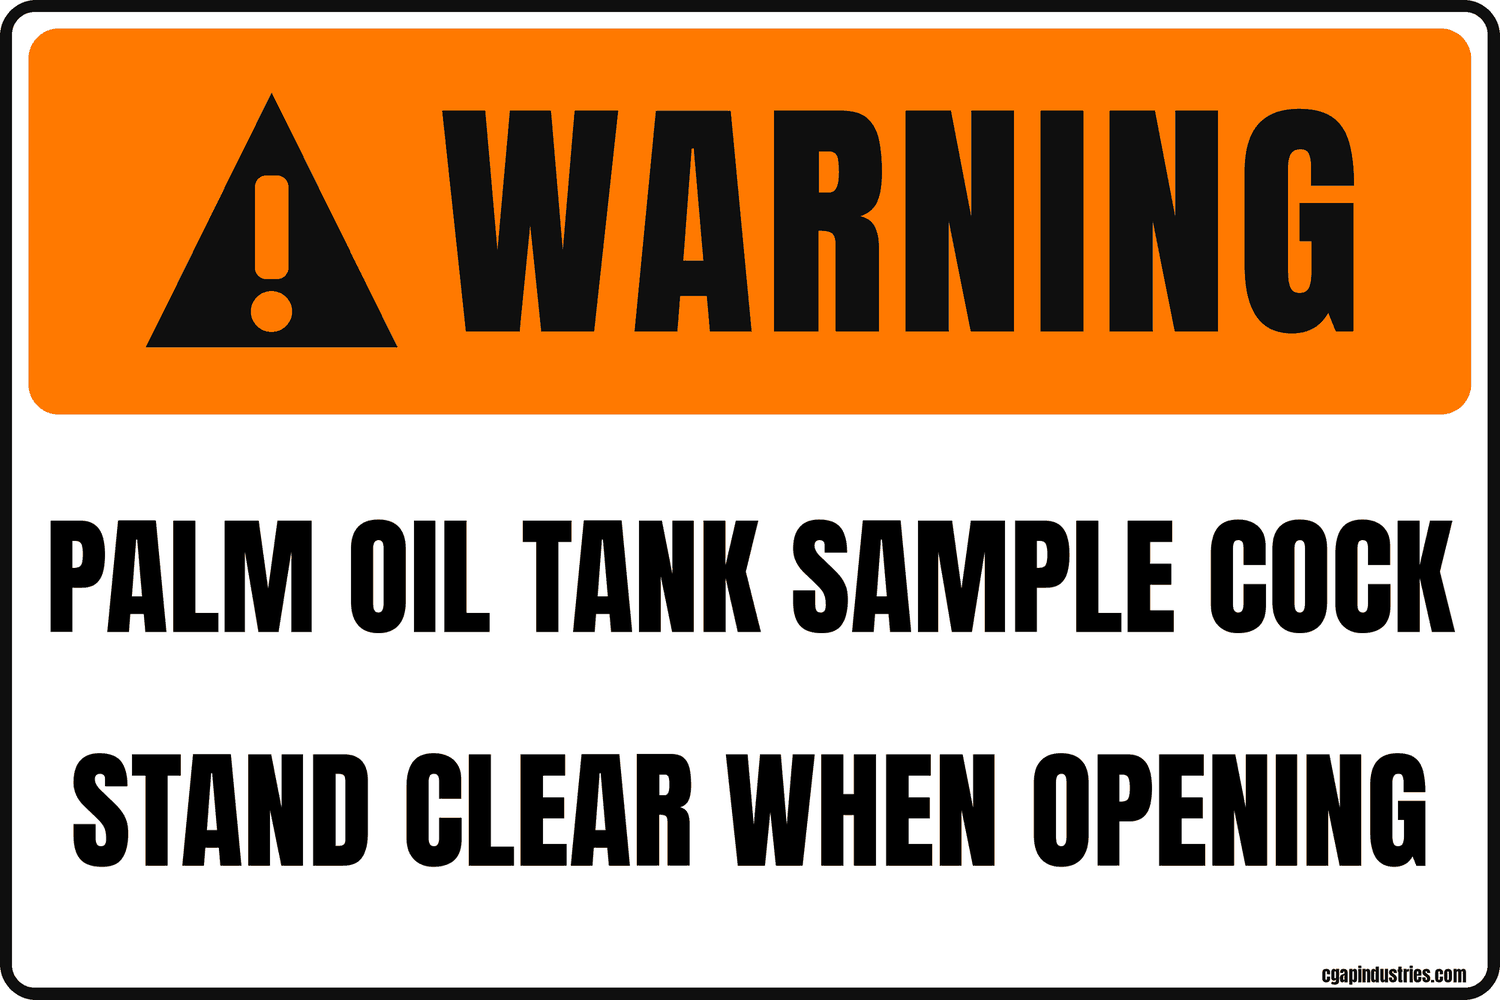 WARNING
PALM OIL TANK SAMPLE COCK
STAND CLEAR WHEN OPENING
cgapindustries.com